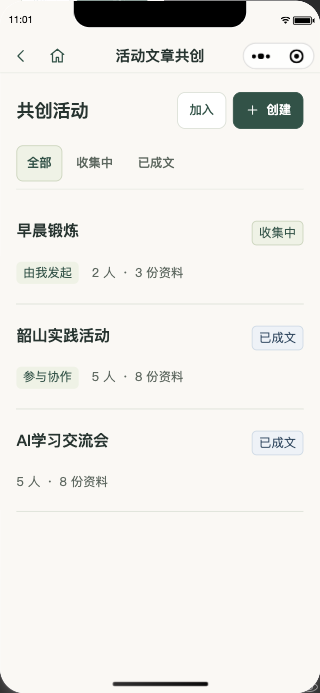 11:01
活动文章共创
共创活动
加入
＋ 创建
全部
收集中
已成文
早晨锻炼
收集中
由我发起 2 人 · 3 份资料
韶山实践活动
已成文
参与协作 5 人 · 8 份资料
AI学习交流会
已成文
5 人 · 8 份资料